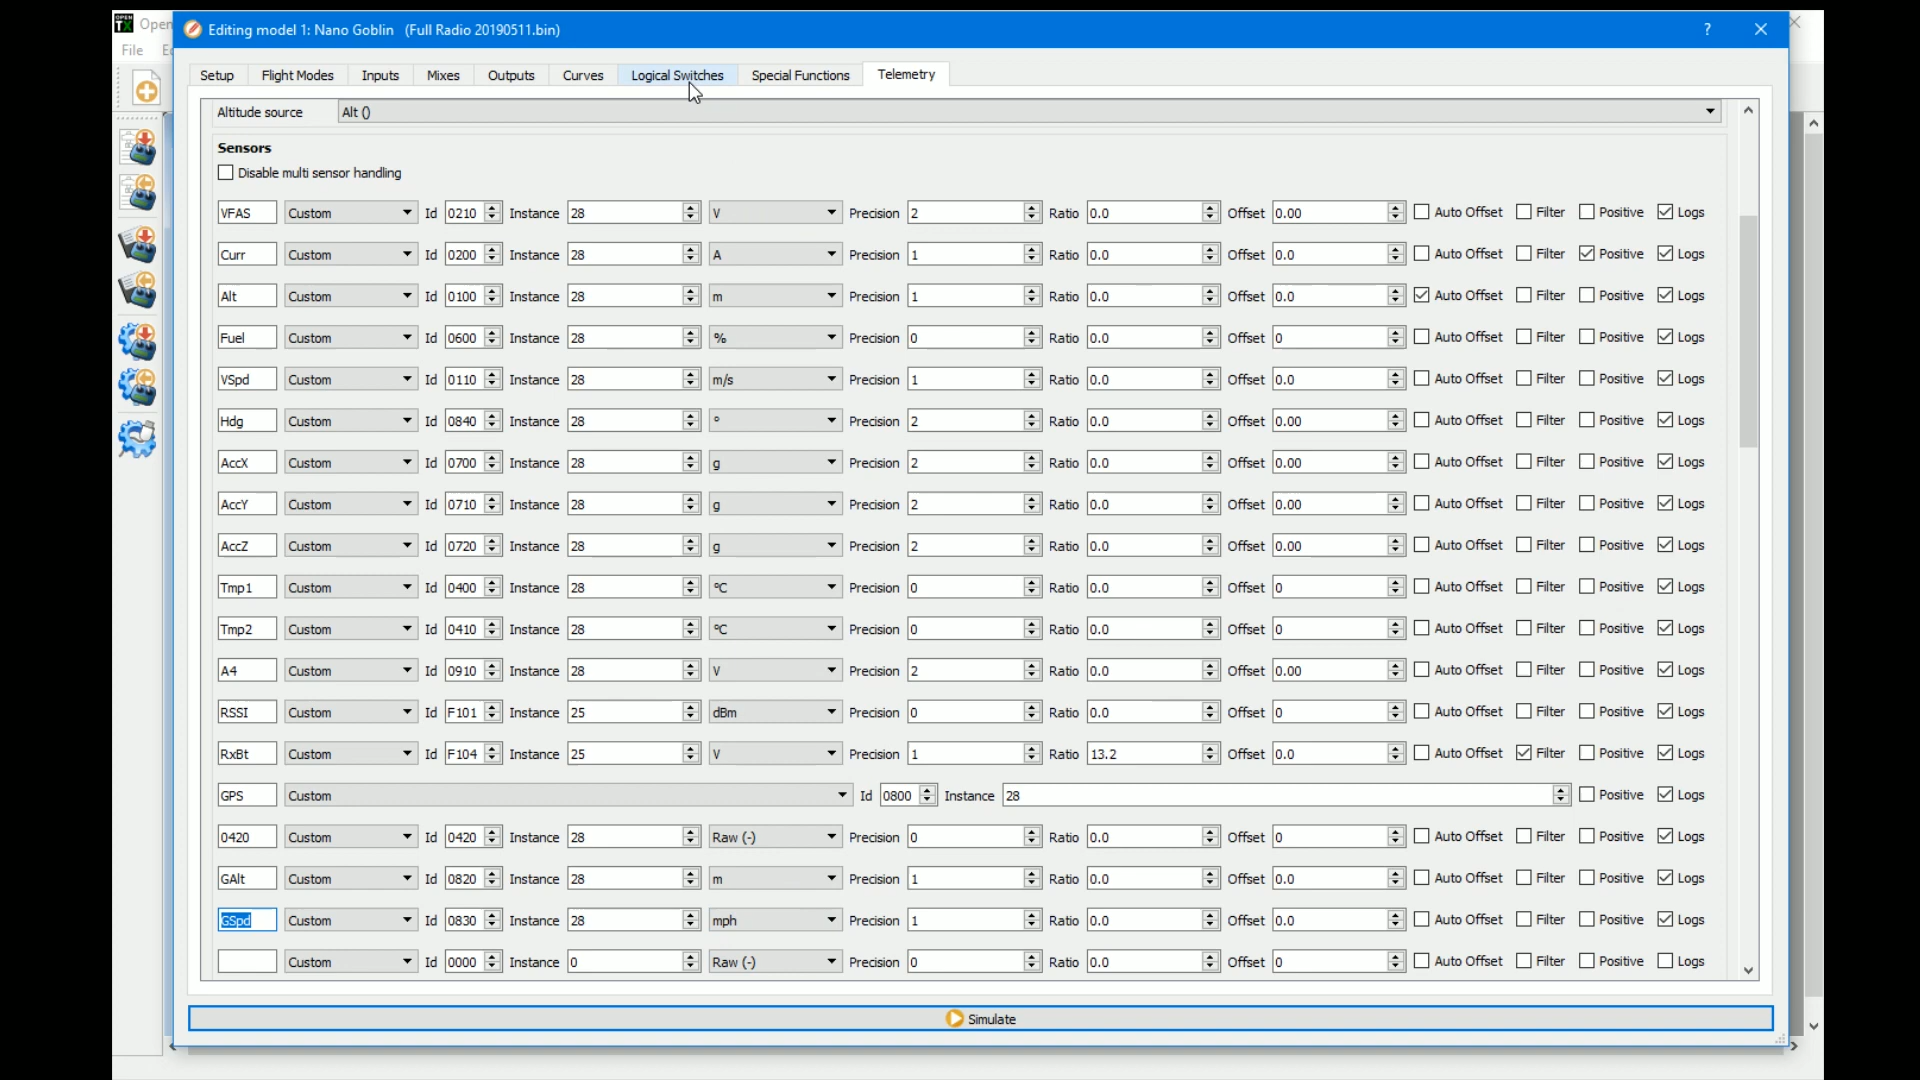 OPEN TX Open
Editing model 1: Nano Goblin (Full Radio 20190511.bin) ?
File E
Setup Flight Modes Inputs Mixes Outputs Curves Logical Switches Special Functions Telemetry
Altitude source Alt ()
Sensors
Disable multi sensor handling
VFAS Custom Id 0210 Instance 28 V Precision 2 Ratio 0.0 Offset 0.00 Auto Offset Filter Positive Logs
Curr Custom Id 0200 Instance 28 A Precision 1 Ratio 0.0 Offset 0.0 Auto Offset Filter Positive Logs
Alt Custom Id 0100 Instance 28 m Precision 1 Ratio 0.0 Offset 0.0 Auto Offset Filter Positive Logs
Fuel Custom Id 0600 Instance 28 % Precision 0 Ratio 0.0 Offset 0 Auto Offset Filter Positive Logs
VSpd Custom Id 0110 Instance 28 m/s Precision 1 Ratio 0.0 Offset 0.0 Auto Offset Filter Positive Logs
Hdg Custom Id 0840 Instance 28 ° Precision 2 Ratio 0.0 Offset 0.00 Auto Offset Filter Positive Logs
AccX Custom Id 0700 Instance 28 g Precision 2 Ratio 0.0 Offset 0.00 Auto Offset Filter Positive Logs
AccY Custom Id 0710 Instance 28 g Precision 2 Ratio 0.0 Offset 0.00 Auto Offset Filter Positive Logs
AccZ Custom Id 0720 Instance 28 g Precision 2 Ratio 0.0 Offset 0.00 Auto Offset Filter Positive Logs
Tmp1 Custom Id 0400 Instance 28 °C Precision 0 Ratio 0.0 Offset 0 Auto Offset Filter Positive Logs
Tmp2 Custom Id 0410 Instance 28 °C Precision 0 Ratio 0.0 Offset 0 Auto Offset Filter Positive Logs
A4 Custom Id 0910 Instance 28 V Precision 2 Ratio 0.0 Offset 0.00 Auto Offset Filter Positive Logs
RSSI Custom Id F101 Instance 25 dBm Precision 0 Ratio 0.0 Offset 0 Auto Offset Filter Positive Logs
RxBt Custom Id F104 Instance 25 V Precision 1 Ratio 13.2 Offset 0.0 Auto Offset Filter Positive Logs
GPS Custom Id 0800 Instance 28 Positive Logs
0420 Custom Id 0420 Instance 28 Raw (-) Precision 0 Ratio 0.0 Offset 0 Auto Offset Filter Positive Logs
GAlt Custom Id 0820 Instance 28 m Precision 1 Ratio 0.0 Offset 0.0 Auto Offset Filter Positive Logs
GSpd Custom Id 0830 Instance 28 mph Precision 1 Ratio 0.0 Offset 0.0 Auto Offset Filter Positive Logs
Custom Id 0000 Instance 0 Raw (-) Precision 0 Ratio 0.0 Offset 0 Auto Offset Filter Positive Logs
Simulate